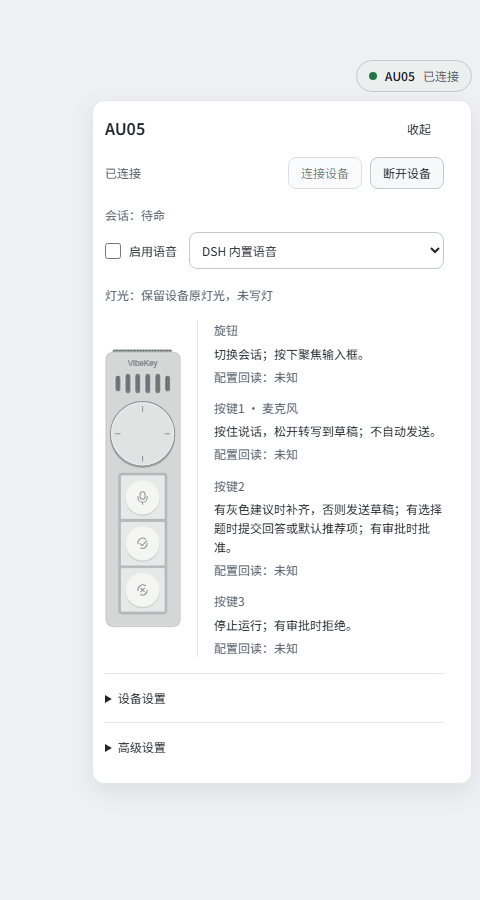 AU05 已连接
AU05
收起
已连接
连接设备
断开设备
会话：待命
启用语音
DSH 内置语音
灯光：保留设备原灯光，未写灯
VibeKey
旋钮
切换会话；按下聚焦输入框。
配置回读：未知
按键1 · 麦克风
按住说话，松开转写到草稿；不自动发送。
配置回读：未知
按键2
有灰色建议时补齐，否则发送草稿；有选择
题时提交回答或默认推荐项；有审批时批
准。
配置回读：未知
按键3
停止运行；有审批时拒绝。
配置回读：未知
设备设置
高级设置